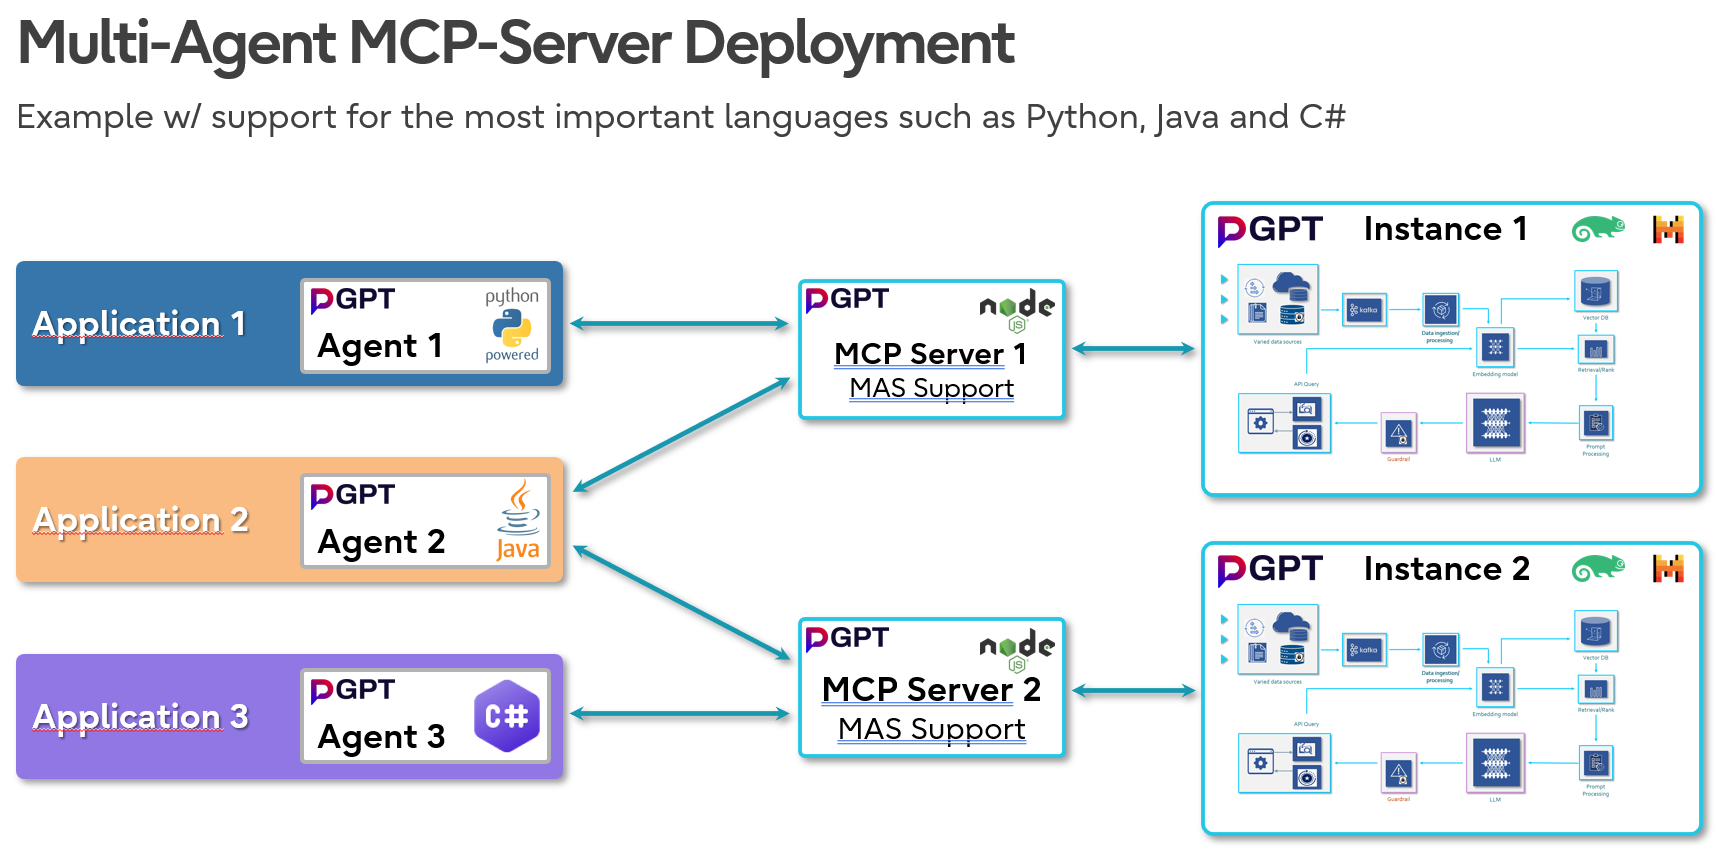 Multi-Agent MCP-Server Deployment
Example w/ support for the most important languages such as Python, Java and C#
Application 1
PGPT
Agent 1
python
powered
Application 2
PGPT
Agent 2
Java
Application 3
PGPT
Agent 3
C#
PGPT
node
JS
MCP Server 1
MAS Support
PGPT
node
JS
MCP Server 2
MAS Support
PGPT
Instance 1
Varied data sources
kafka
Data ingestion/
processing
Embedding model
Vector DB
Retrieval/Rank
Prompt
Processing
LLM
Guardrail
API Query
PGPT
Instance 2
Varied data sources
kafka
Data ingestion/
processing
Embedding model
Vector DB
Retrieval/Rank
Prompt
Processing
LLM
Guardrail
API Query